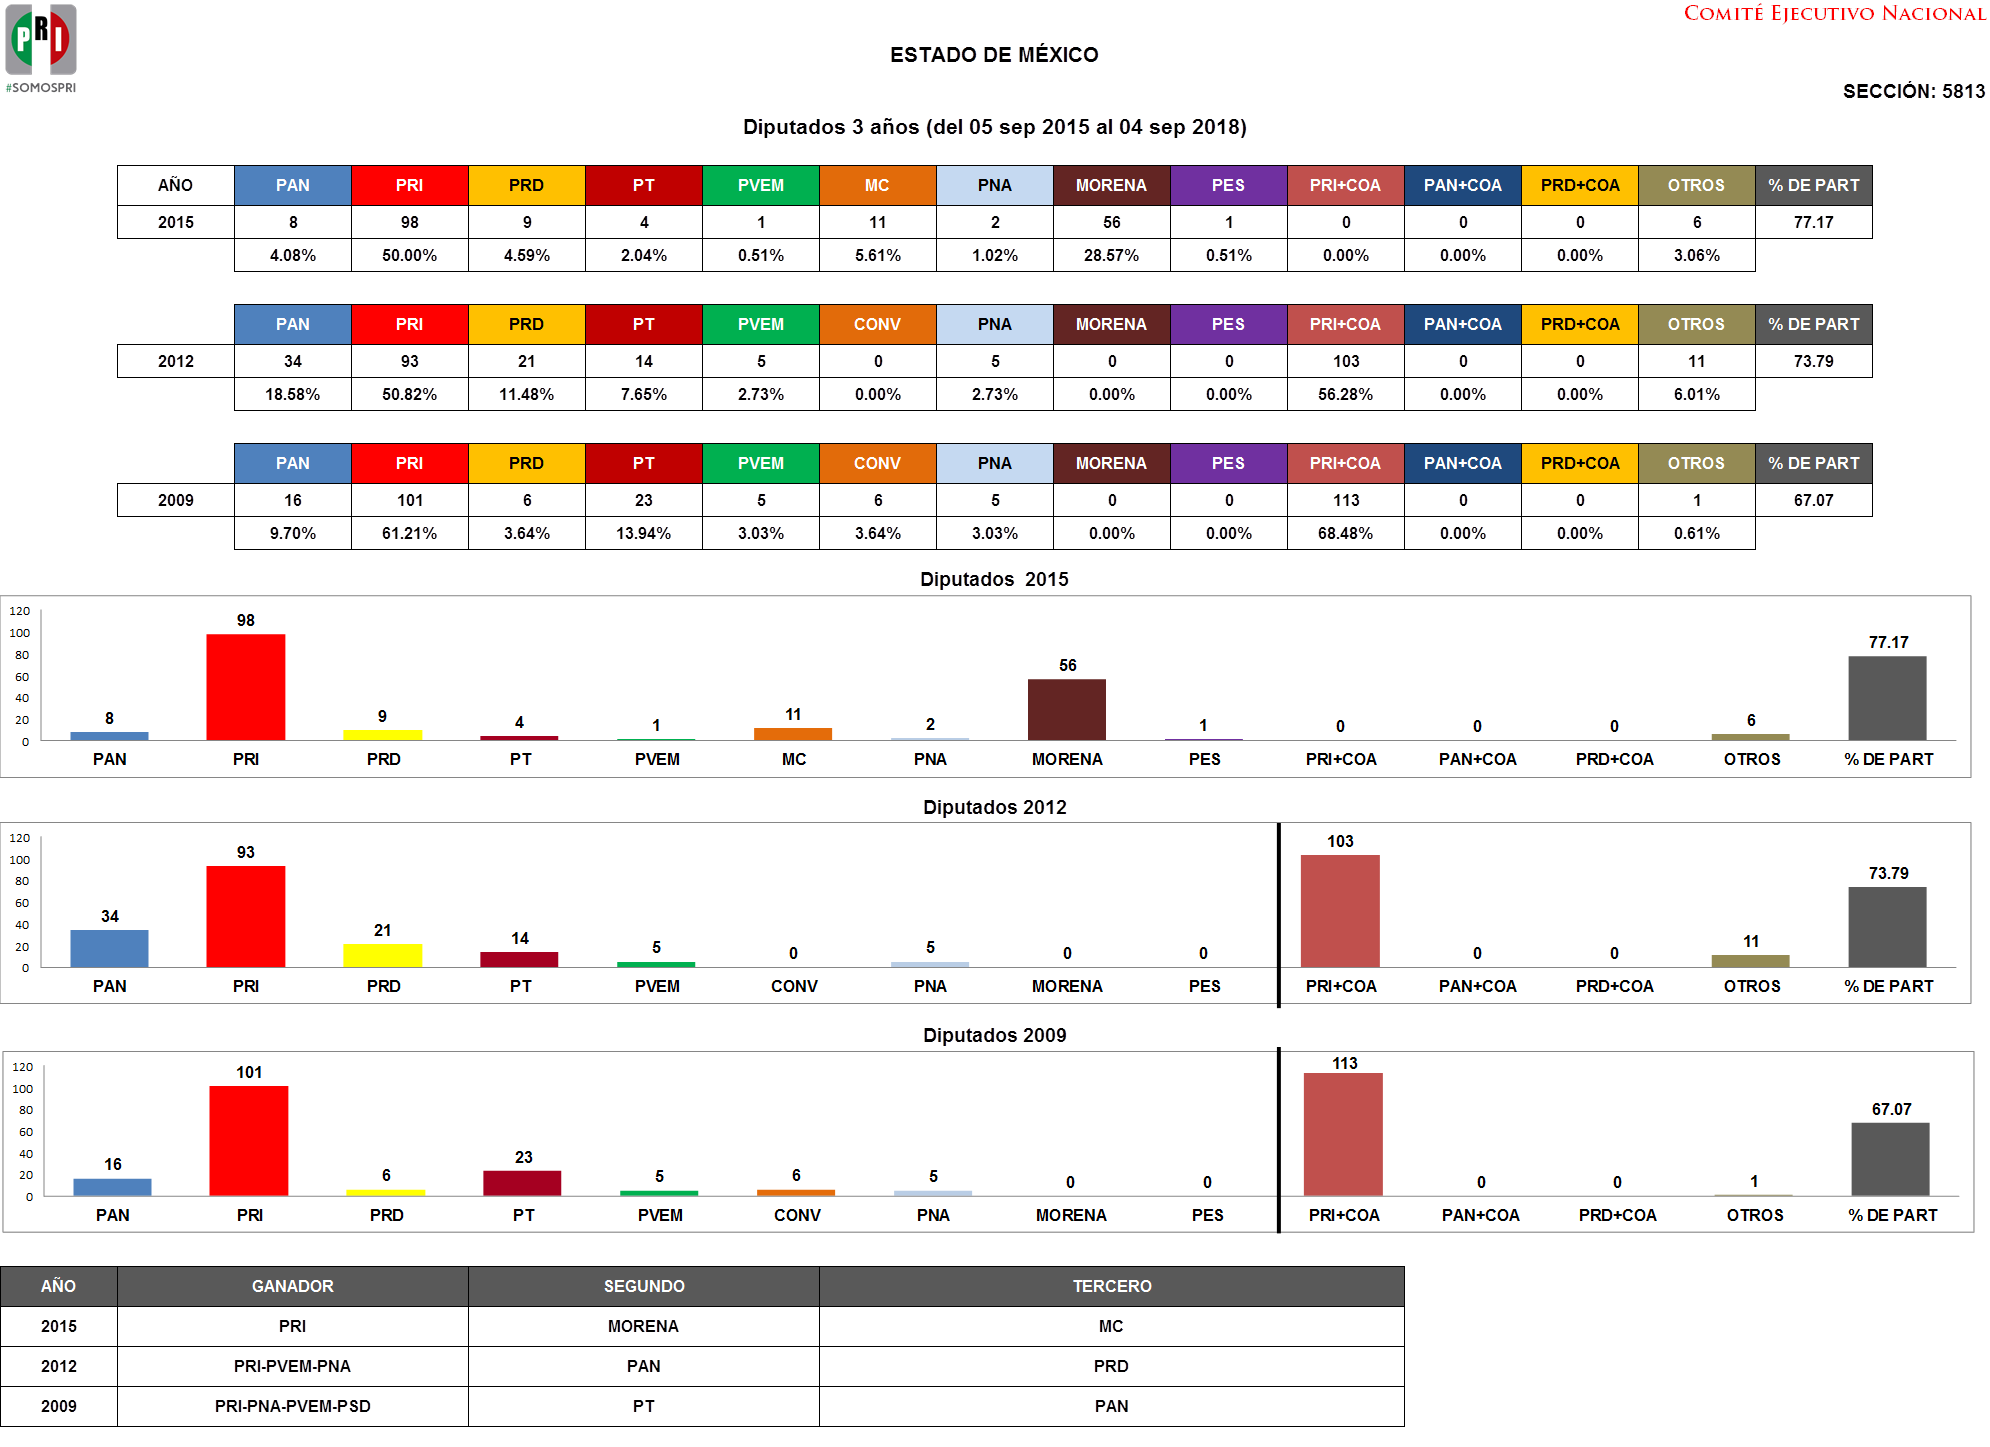 PRI
#SOMOSPRI
COMITÉ EJECUTIVO NACIONAL
ESTADO DE MÉXICO
SECCIÓN: 5813
Diputados 3 años (del 05 sep 2015 al 04 sep 2018)
AÑO PAN PRI PRD PT PVEM MC PNA MORENA PES PRI+COA PAN+COA PRD+COA OTROS % DE PART
2015 8 98 9 4 1 11 2 56 1 0 0 0 6 77.17
4.08% 50.00% 4.59% 2.04% 0.51% 5.61% 1.02% 28.57% 0.51% 0.00% 0.00% 0.00% 3.06%
PAN PRI PRD PT PVEM CONV PNA MORENA PES PRI+COA PAN+COA PRD+COA OTROS % DE PART
2012 34 93 21 14 5 0 5 0 0 103 0 0 11 73.79
18.58% 50.82% 11.48% 7.65% 2.73% 0.00% 2.73% 0.00% 0.00% 56.28% 0.00% 0.00% 6.01%
PAN PRI PRD PT PVEM CONV PNA MORENA PES PRI+COA PAN+COA PRD+COA OTROS % DE PART
2009 16 101 6 23 5 6 5 0 0 113 0 0 1 67.07
9.70% 61.21% 3.64% 13.94% 3.03% 3.64% 3.03% 0.00% 0.00% 68.48% 0.00% 0.00% 0.61%
Diputados 2015
120
100
80
60
40
20
0
8 98 9 4 1 11 2 56 1 0 0 0 6 77.17
PAN PRI PRD PT PVEM MC PNA MORENA PES PRI+COA PAN+COA PRD+COA OTROS % DE PART
Diputados 2012
120
100
80
60
40
20
0
34 93 21 14 5 0 5 0 0 103 0 0 11 73.79
PAN PRI PRD PT PVEM CONV PNA MORENA PES PRI+COA PAN+COA PRD+COA OTROS % DE PART
Diputados 2009
120
100
80
60
40
20
0
16 101 6 23 5 6 5 0 0 113 0 0 1 67.07
PAN PRI PRD PT PVEM CONV PNA MORENA PES PRI+COA PAN+COA PRD+COA OTROS % DE PART
AÑO GANADOR SEGUNDO TERCERO
2015 PRI MORENA MC
2012 PRI-PVEM-PNA PAN PRD
2009 PRI-PNA-PVEM-PSD PT PAN